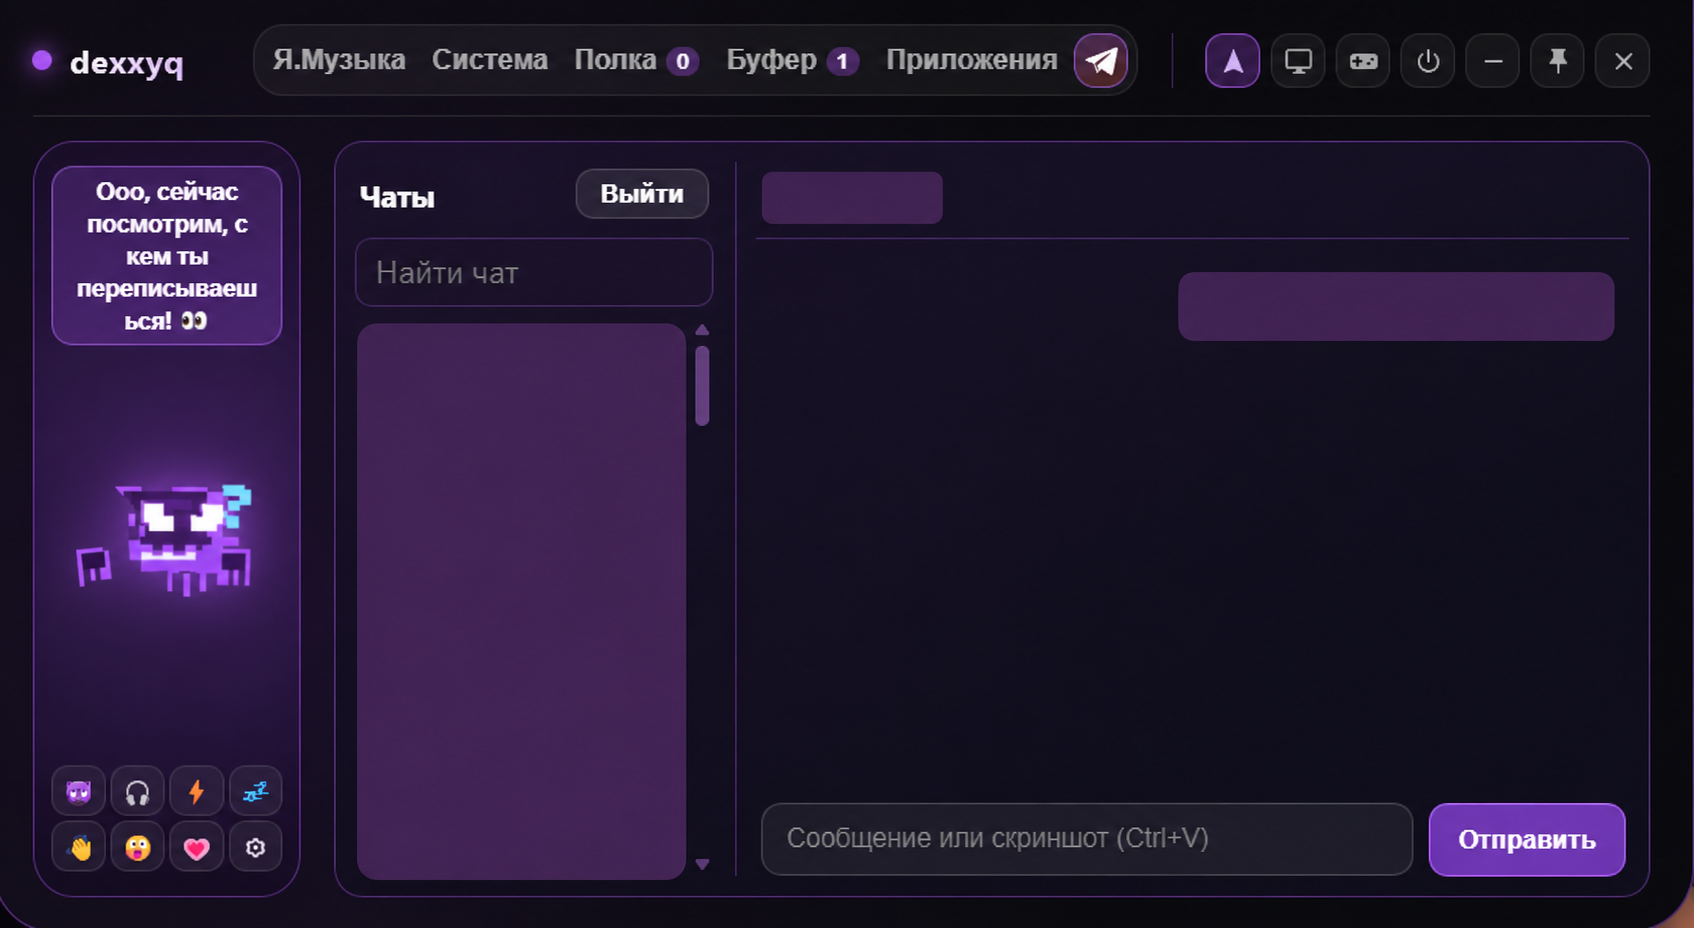 dexxyq
Я.Музыка Система Полка 0 Буфер 1 Приложения
Ооо, сейчас
посмотрим, с
кем ты
переписываеш
ься! 👀
Чаты
Выйти
Найти чат
Сообщение или скриншот (Ctrl+V)
Отправить